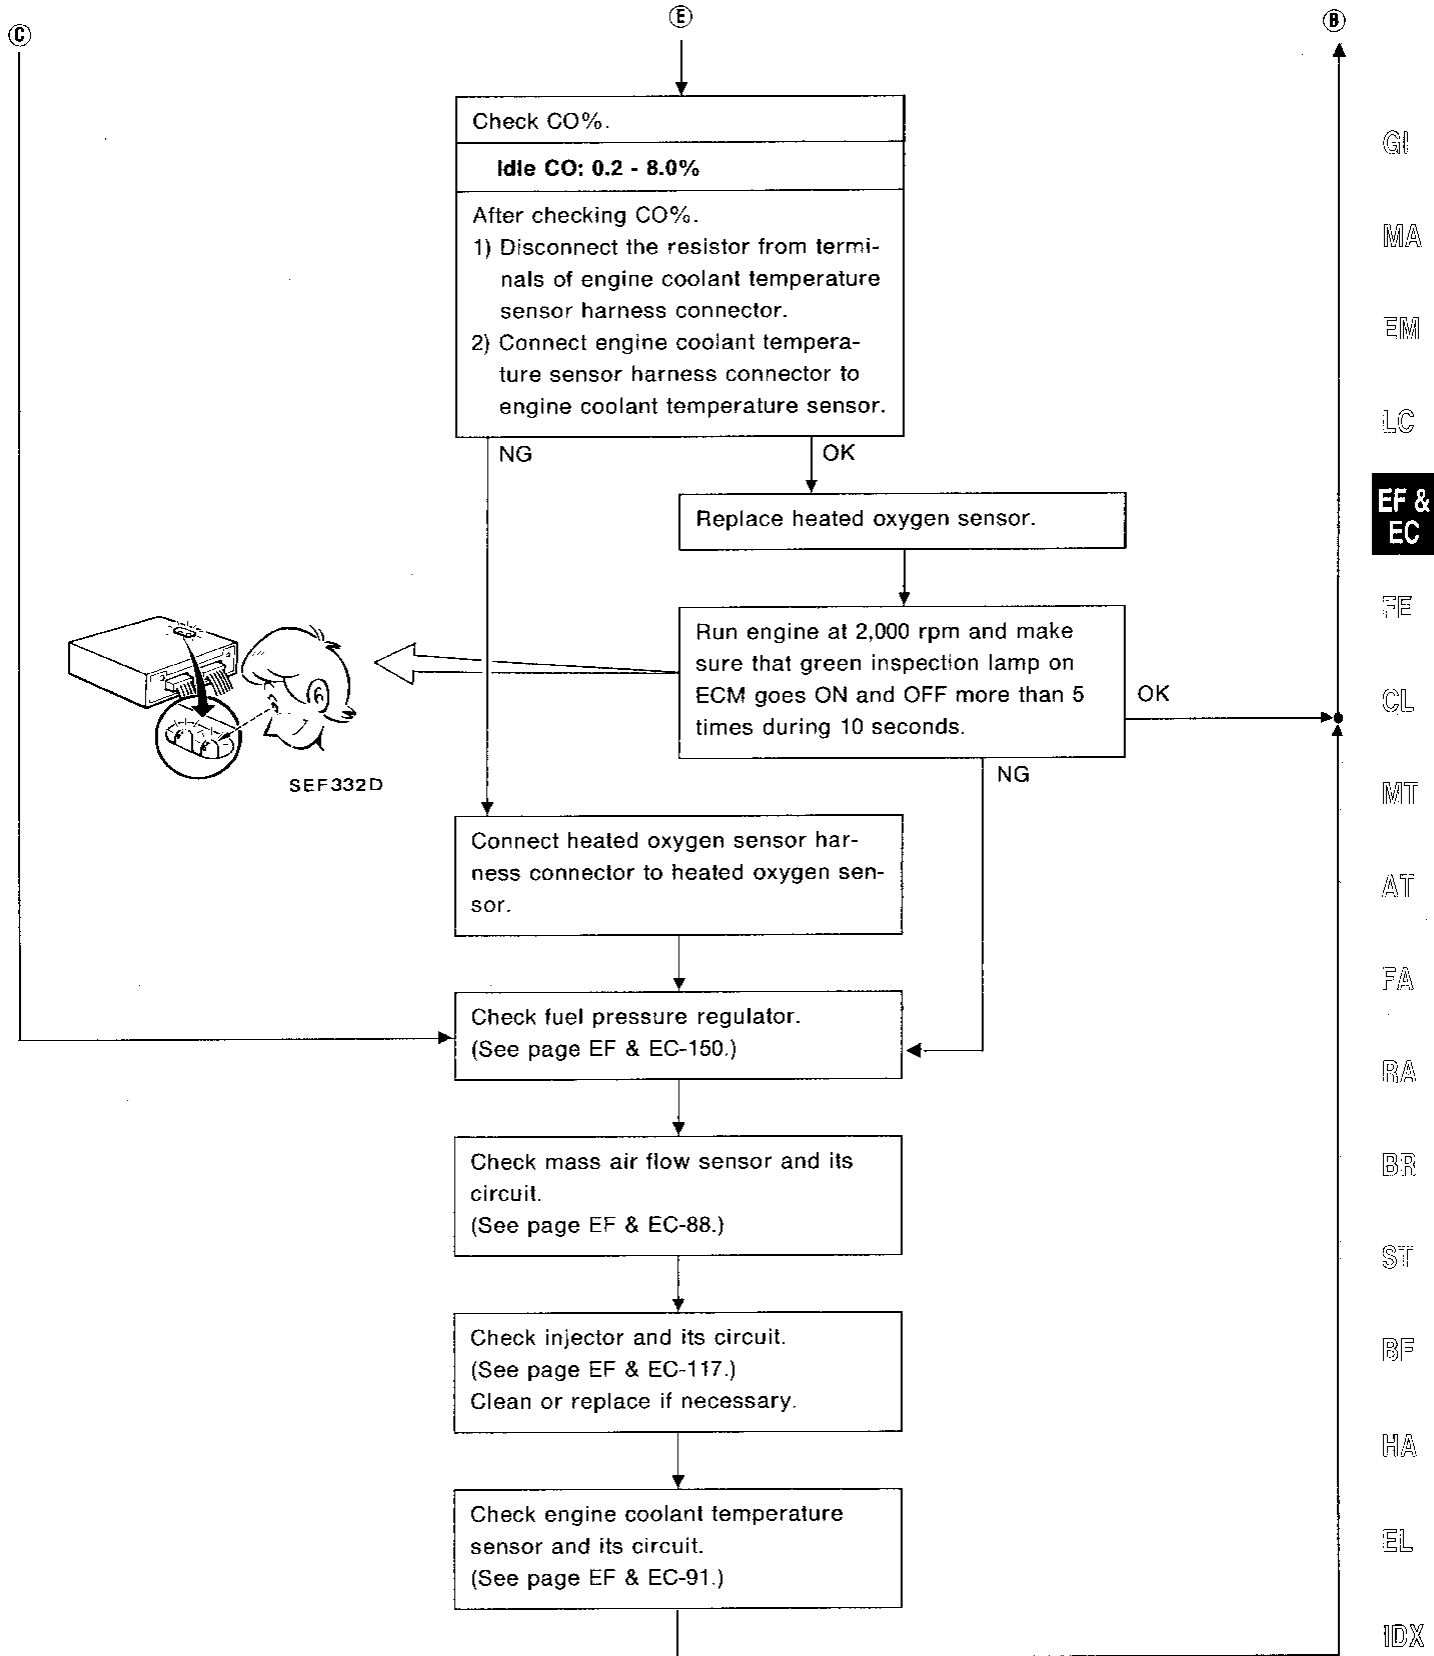 C
E
B
Check CO%.
Idle CO: 0.2 - 8.0%
After checking CO%.
1) Disconnect the resistor from termi-
nals of engine coolant temperature
sensor harness connector.
2) Connect engine coolant tempera-
ture sensor harness connector to
engine coolant temperature sensor.
NG
OK
Replace heated oxygen sensor.
Run engine at 2,000 rpm and make
sure that green inspection lamp on
ECM goes ON and OFF more than 5
times during 10 seconds.
OK
NG
SEF332D
Connect heated oxygen sensor har-
ness connector to heated oxygen sen-
sor.
Check fuel pressure regulator.
(See page EF & EC-150.)
Check mass air flow sensor and its
circuit.
(See page EF & EC-88.)
Check injector and its circuit.
(See page EF & EC-117.)
Clean or replace if necessary.
Check engine coolant temperature
sensor and its circuit.
(See page EF & EC-91.)
GI
MA
EM
LC
EF &
EC
FE
CL
MT
AT
FA
RA
BR
ST
BF
HA
EL
IDX